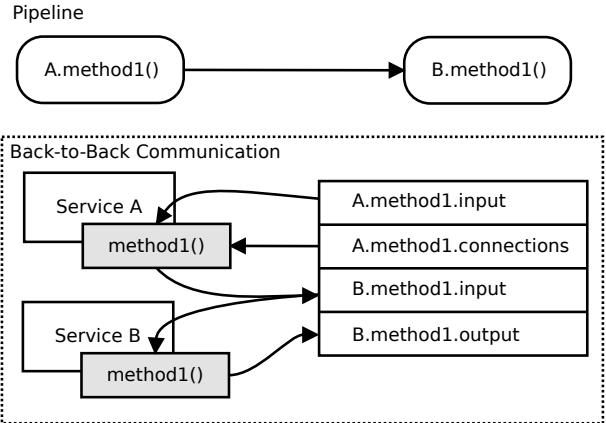 Pipeline
A.method1()
B.method1()
Back-to-Back Communication
Service A
method1()
A.method1.input
A.method1.connections
B.method1.input
B.method1.output
Service B
method1()